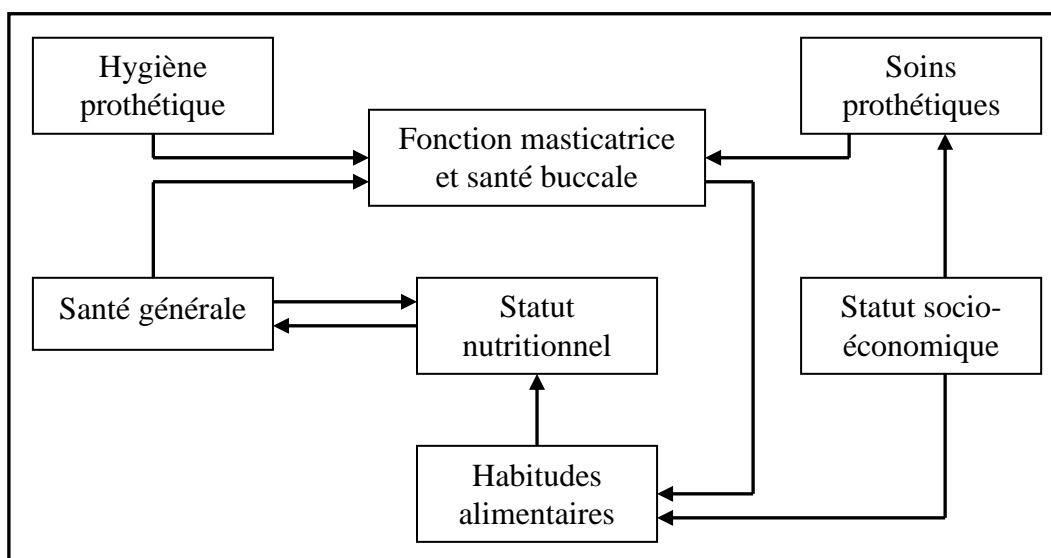 Hygiène
prothétique
Soins
prothétiques
Fonction masticatrice
et santé buccale
Santé générale
Statut
nutritionnel
Statut socio-
économique
Habitudes
alimentaires